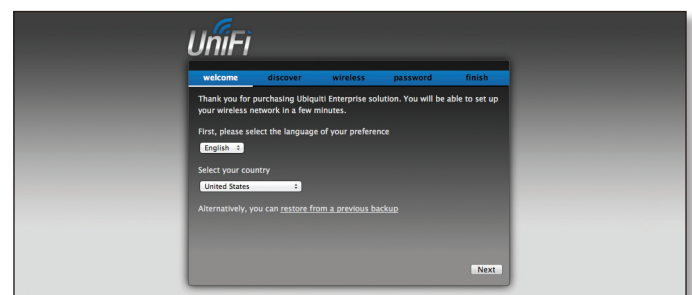 UniFi
welcome discover wireless password finish
Thank you for purchasing Ubiquiti Enterprise solution. You will be able to set up
your wireless network in a few minutes.
First, please select the language of your preference
English
Select your country
United States
Alternatively, you can restore from a previous backup
Next